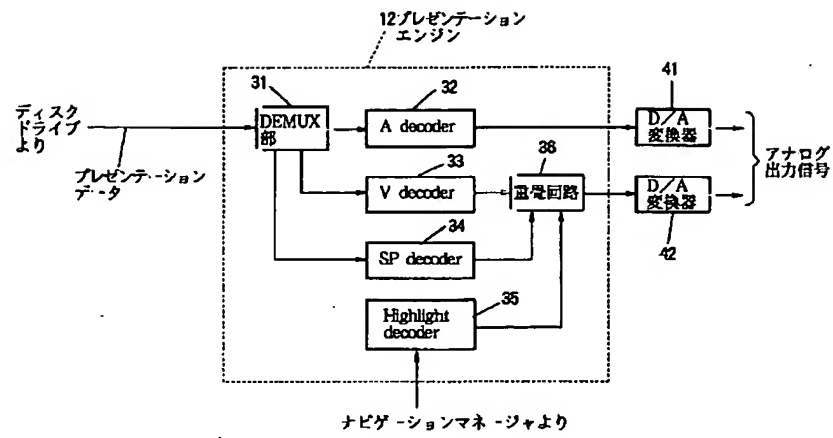 12プレゼンテーション
エンジン
31
32
41
ディスク
ドライブ
より
DEMUX
部
A decoder
D/A
変換器
プレゼンテーション
データ
33
36
アナログ
出力信号
V decoder
重畳回路
D/A
変換器
34
42
SP decoder
35
Highlight
decoder
ナビゲーションマネージャより